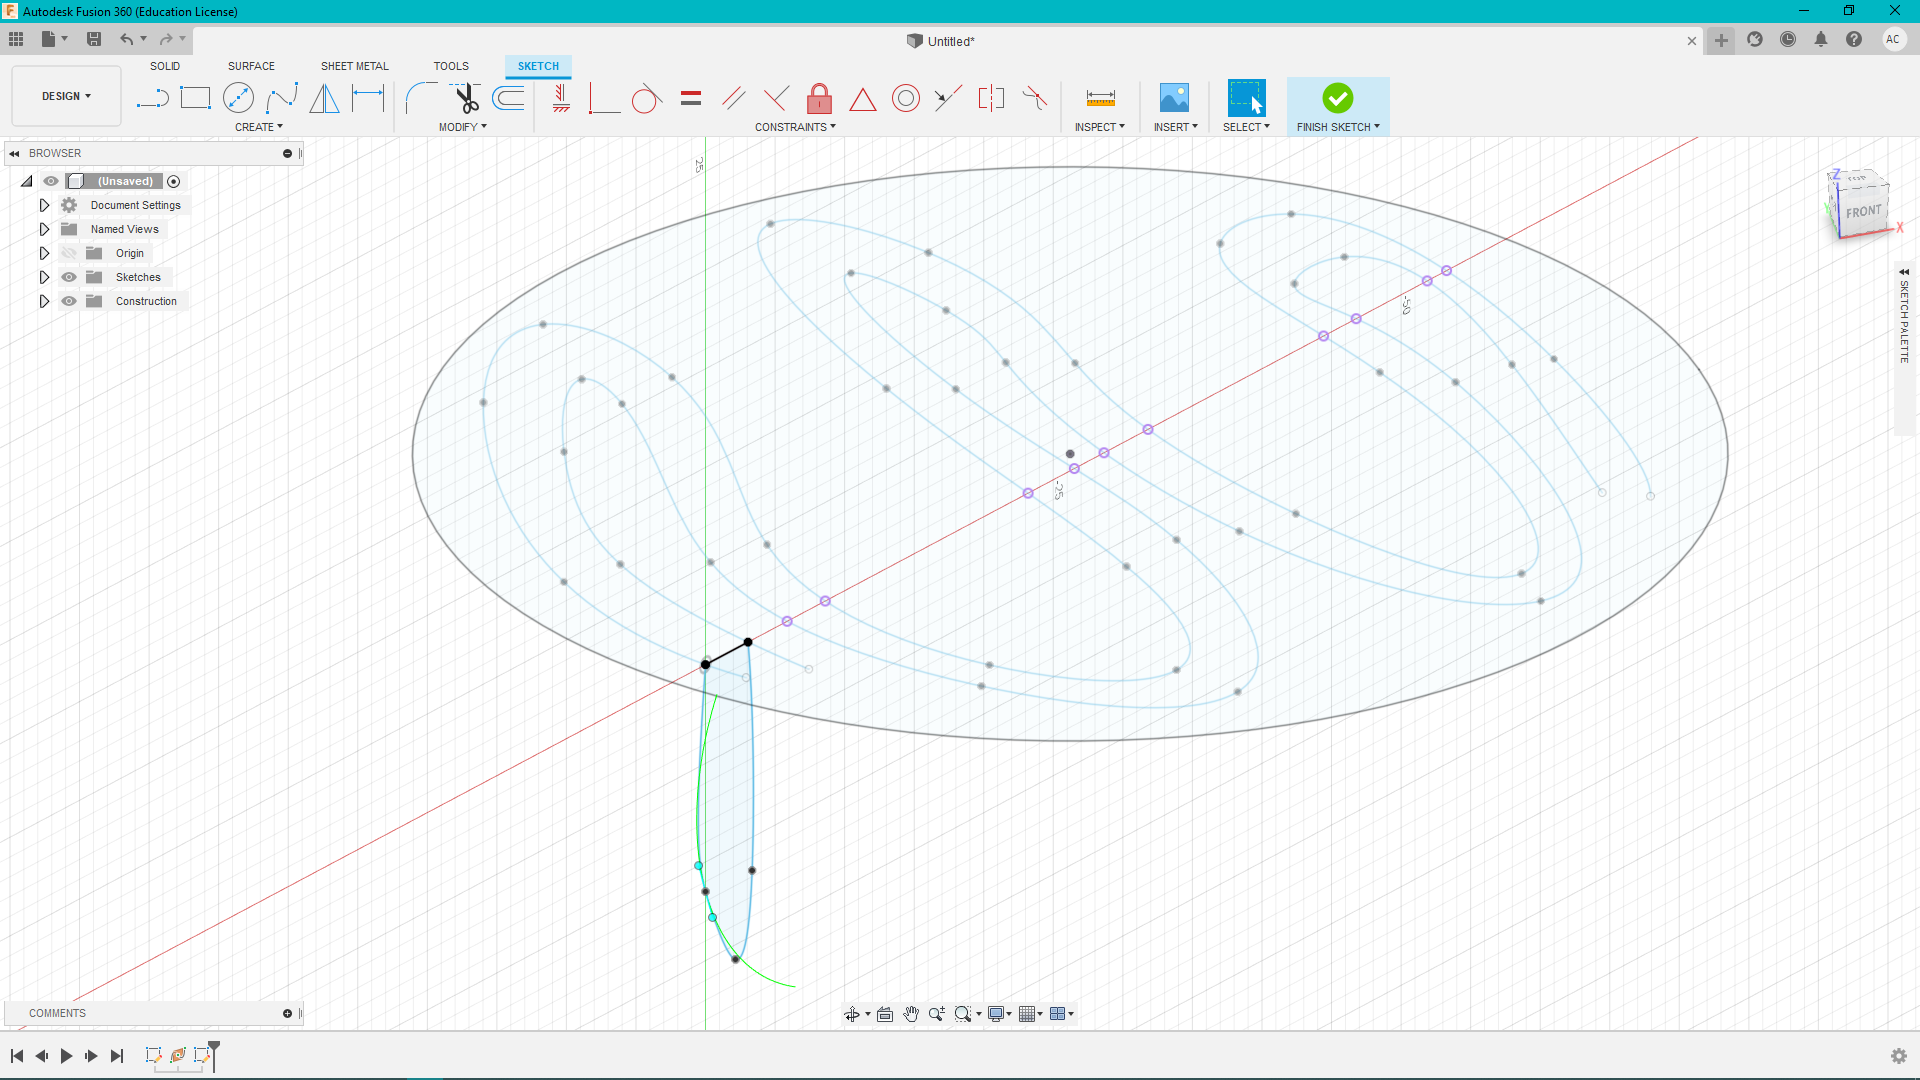 Autodesk Fusion 360 (Education License)
Untitled*
AC
SOLID
SURFACE
SHEET METAL
TOOLS
SKETCH
DESIGN
CREATE
MODIFY
CONSTRAINTS
INSPECT
INSERT
SELECT
FINISH SKETCH
BROWSER
(Unsaved)
Document Settings
Named Views
Origin
Sketches
Construction
25
-50
-25
Z
TOP
FRONT
X
Y
SKETCH PALETTE
COMMENTS